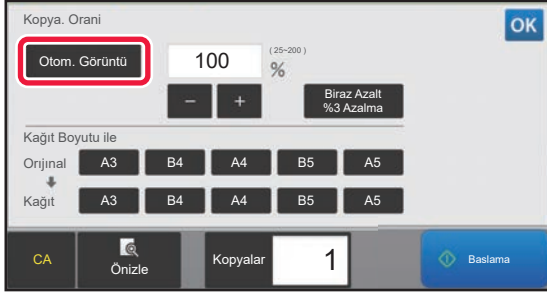 Kopya. Orani
OK
Otom. Görüntü
100
(25~200)
%
− +
Biraz Azalt
%3 Azalma
Kağıt Boyutu ile
Orıjınal A3 B4 A4 B5 A5
Kağıt A3 B4 A4 B5 A5
CA
Önizle
Kopyalar 1
Baslama